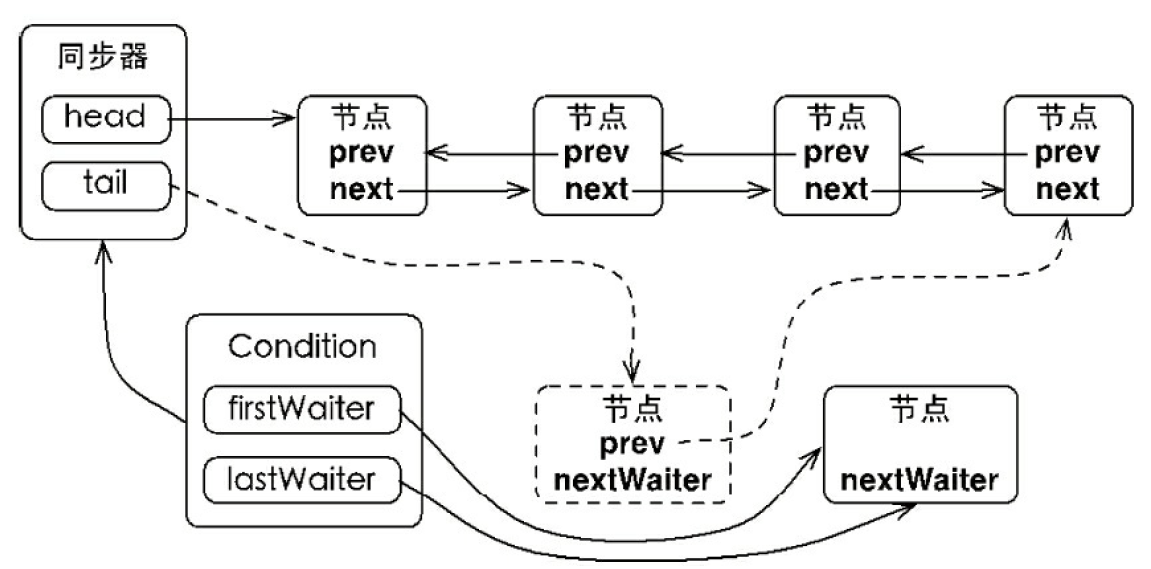 同步器
head
tail
节点
prev
next
节点
prev
next
节点
prev
next
节点
prev
next
Condition
firstWaiter
lastWaiter
节点
prev
nextWaiter
节点
nextWaiter